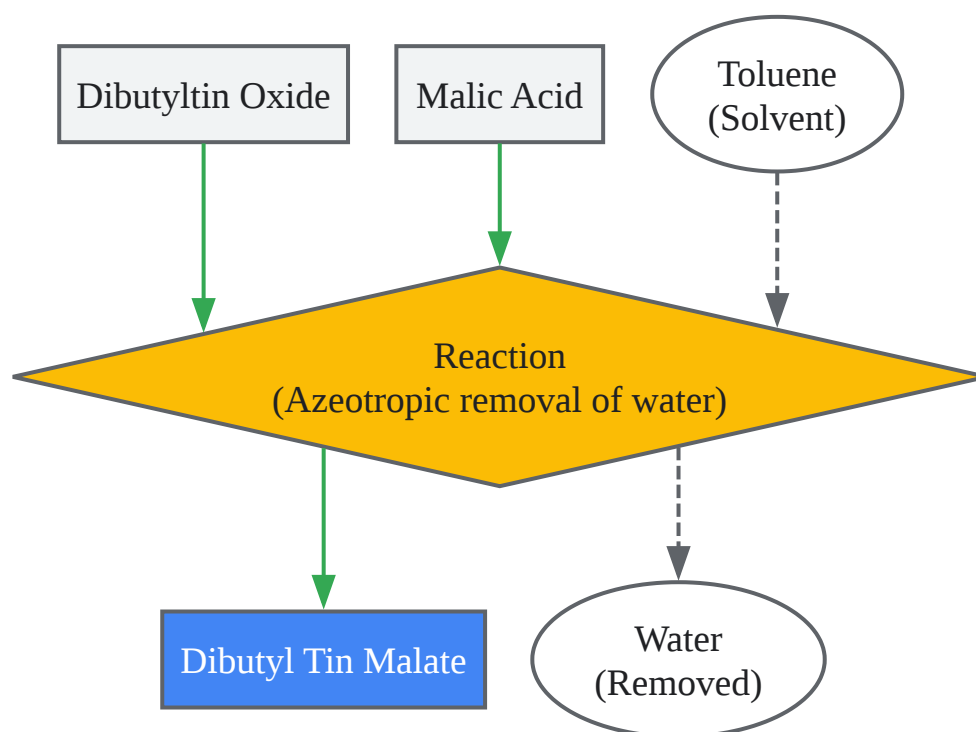 Dibutyltin Oxide
Malic Acid
Toluene
(Solvent)
Reaction
(Azeotropic removal of water)
Dibutyl Tin Malate
Water
(Removed)